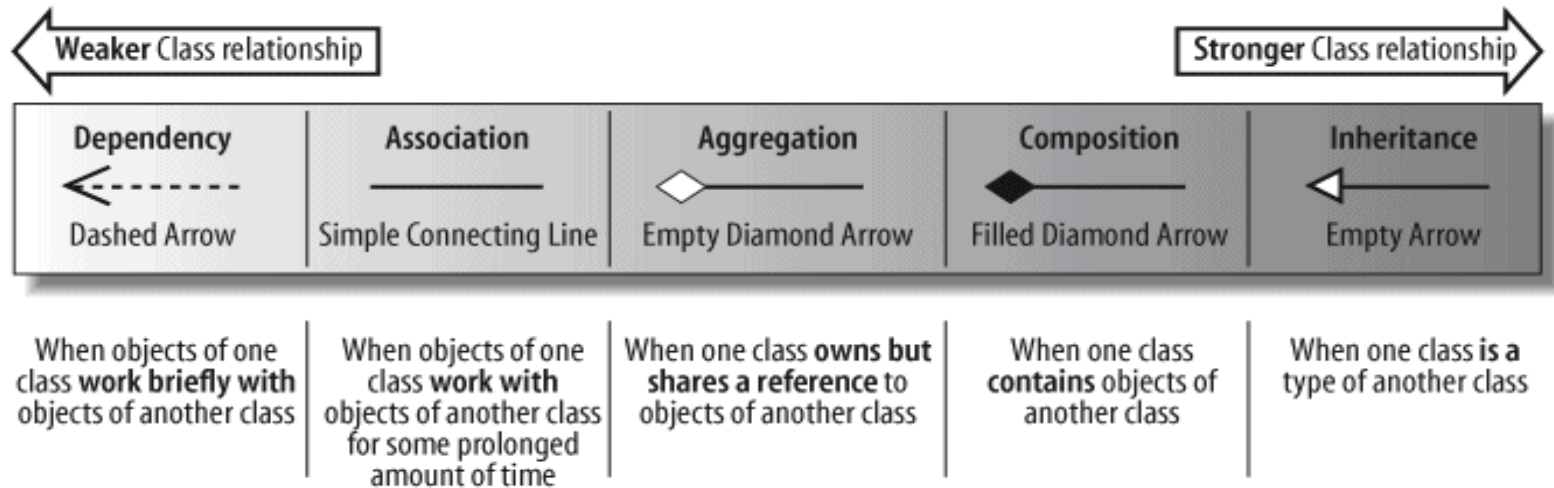 Weaker Class relationship
Stronger Class relationship
Dependency
Dashed Arrow
Association
Simple Connecting Line
Aggregation
Empty Diamond Arrow
Composition
Filled Diamond Arrow
Inheritance
Empty Arrow
When objects of one
class work briefly with
objects of another class
When objects of one
class work with
objects of another class
for some prolonged
amount of time
When one class owns but
shares a reference to
objects of another class
When one class
contains objects of
another class
When one class is a
type of another class